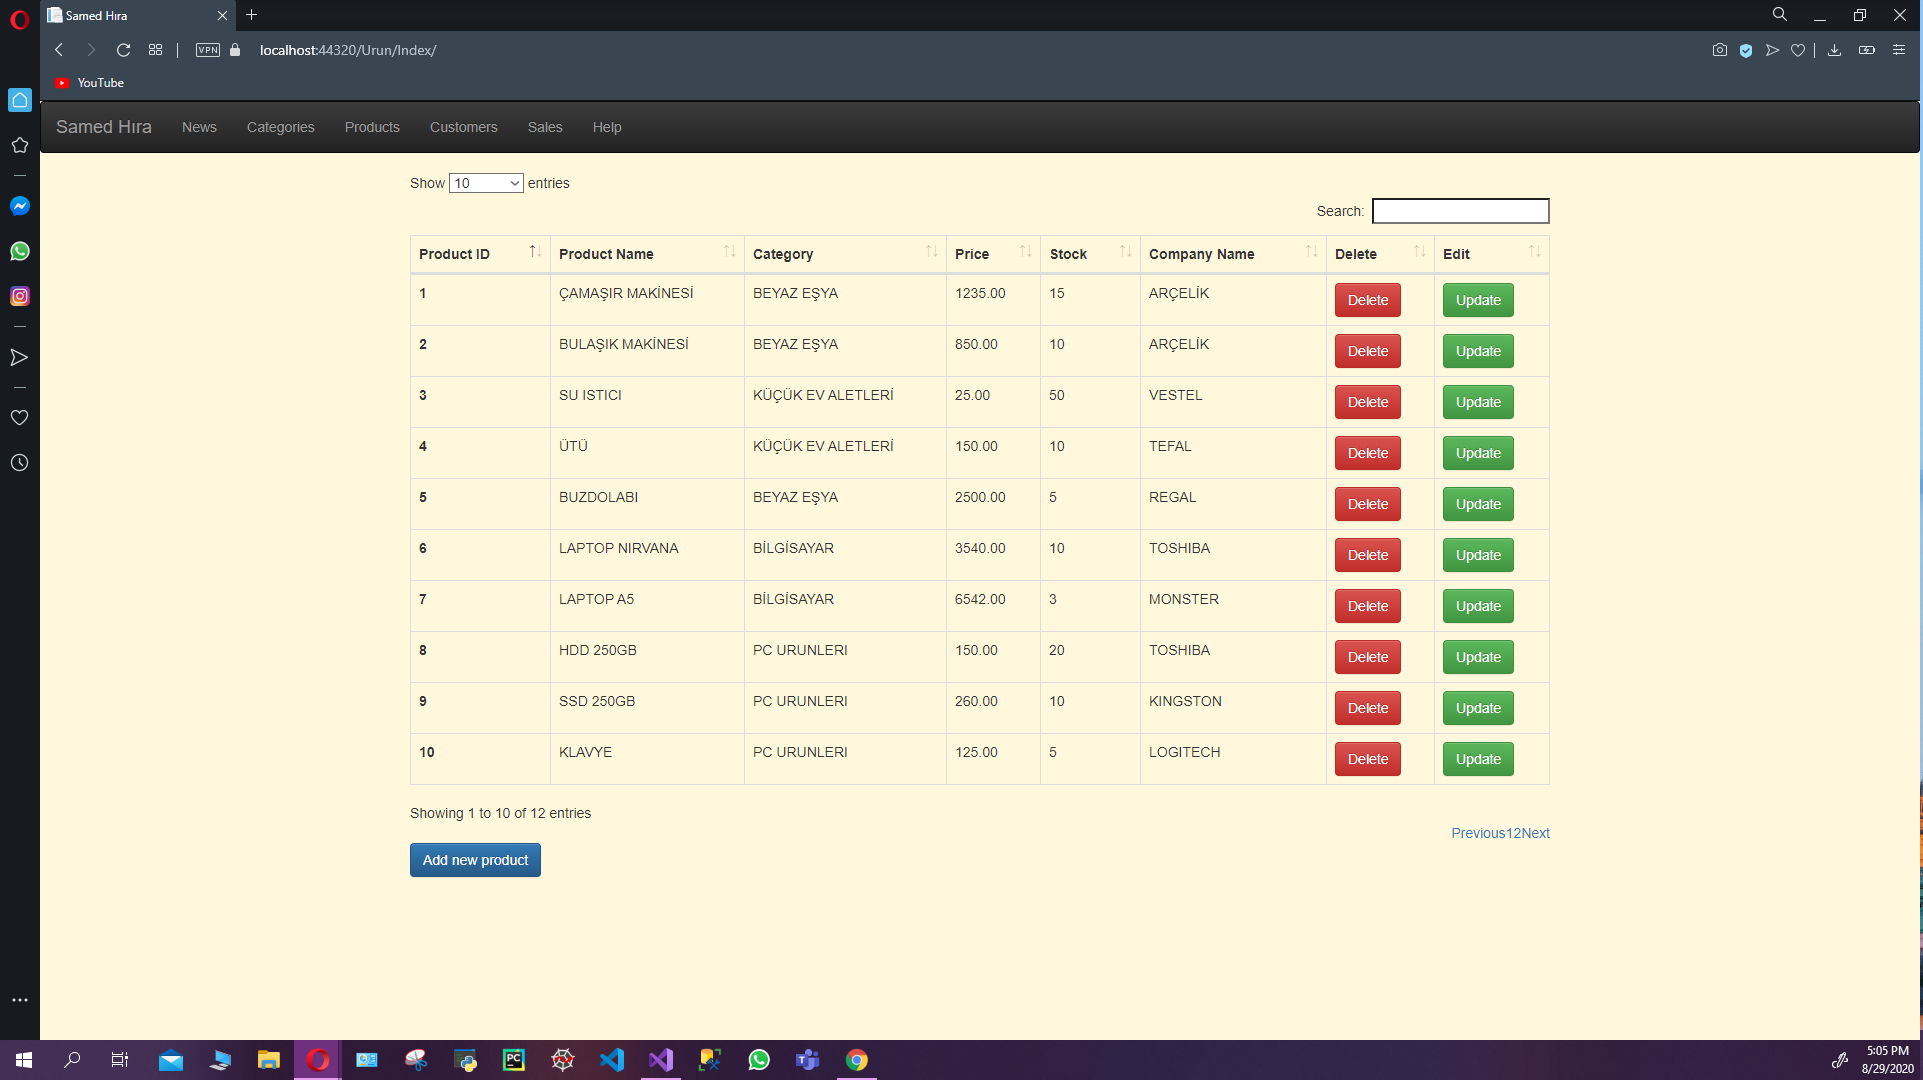 Samed Hıra
VPN localhost:44320/Urun/Index/
YouTube
Samed Hıra News Categories Products Customers Sales Help
Show 10 entries
Search:
Product ID Product Name Category Price Stock Company Name Delete Edit
1 ÇAMAŞIR MAKİNESİ BEYAZ EŞYA 1235.00 15 ARÇELİK Delete Update
2 BULAŞIK MAKİNESİ BEYAZ EŞYA 850.00 10 ARÇELİK Delete Update
3 SU ISTICI KÜÇÜK EV ALETLERİ 25.00 50 VESTEL Delete Update
4 ÜTÜ KÜÇÜK EV ALETLERİ 150.00 10 TEFAL Delete Update
5 BUZDOLABI BEYAZ EŞYA 2500.00 5 REGAL Delete Update
6 LAPTOP NIRVANA BİLGİSAYAR 3540.00 10 TOSHIBA Delete Update
7 LAPTOP A5 BİLGİSAYAR 6542.00 3 MONSTER Delete Update
8 HDD 250GB PC URUNLERI 150.00 20 TOSHIBA Delete Update
9 SSD 250GB PC URUNLERI 260.00 10 KINGSTON Delete Update
10 KLAVYE PC URUNLERI 125.00 5 LOGITECH Delete Update
Showing 1 to 10 of 12 entries
Previous12Next
Add new product
PC
5:05 PM
8/29/2020